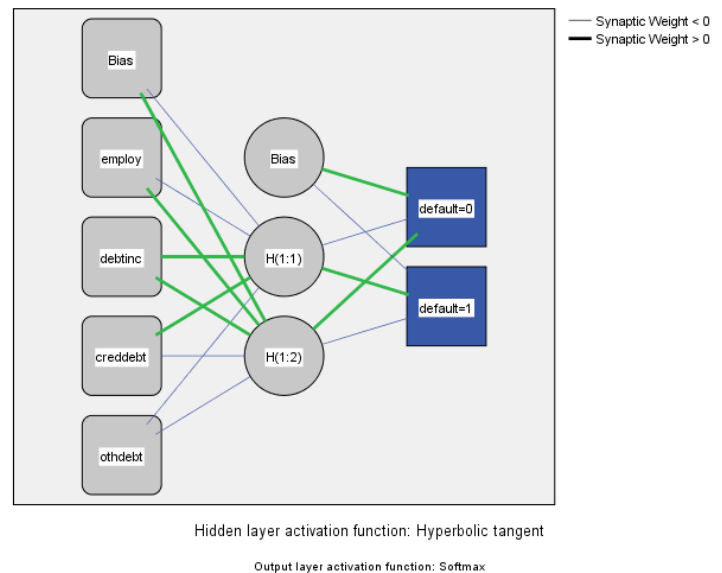 Synaptic Weight < 0
Synaptic Weight > 0
Bias
employ
debtinc
creddebt
othdebt
Bias
H(1:1)
H(1:2)
default=0
default=1
Hidden layer activation function: Hyperbolic tangent
Output layer activation function: Softmax